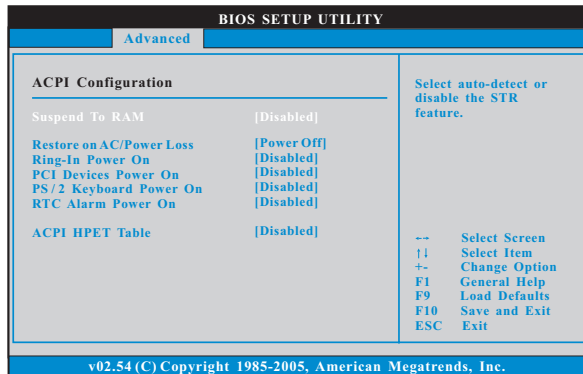 BIOS SETUP UTILITY
Advanced
ACPI Configuration
Suspend To RAM [Disabled]
Restore on AC/Power Loss [Power Off]
Ring-In Power On [Disabled]
PCI Devices Power On [Disabled]
PS/2 Keyboard Power On [Disabled]
RTC Alarm Power On [Disabled]
ACPI HPET Table [Disabled]
Select auto-detect or
disable the STR
feature.
←→ Select Screen
↑↓ Select Item
+- Change Option
F1 General Help
F9 Load Defaults
F10 Save and Exit
ESC Exit
v02.54 (C) Copyright 1985-2005, American Megatrends, Inc.